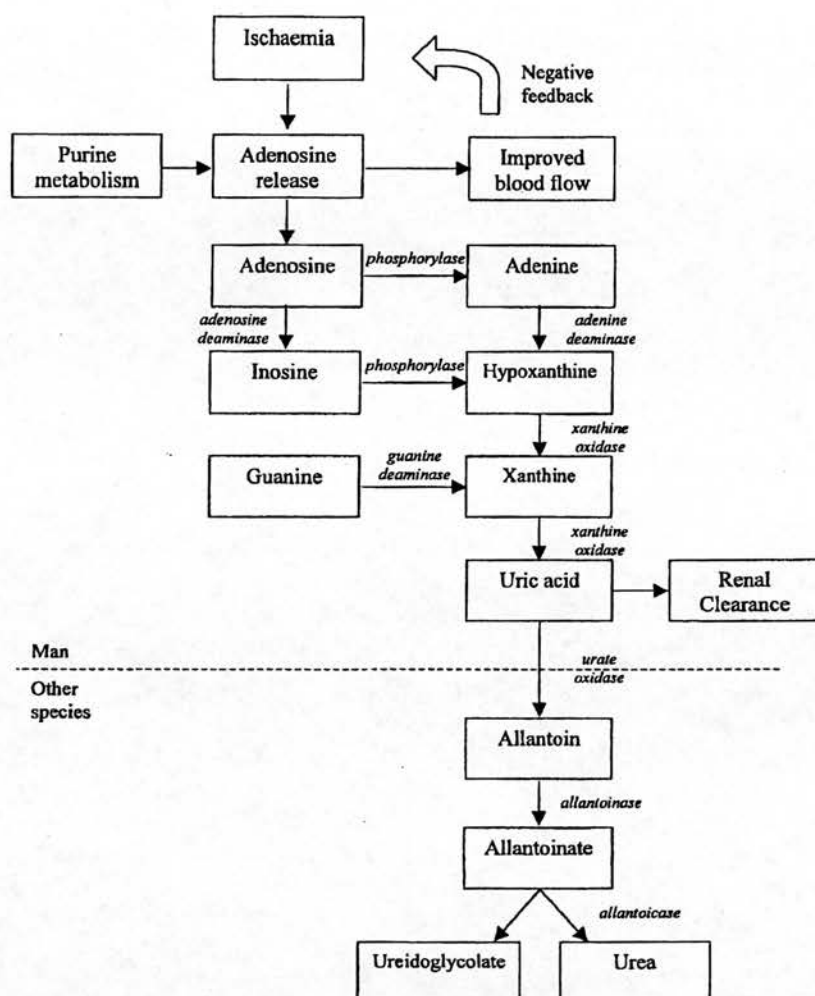 Ischaemia
Negative
feedback
Purine
metabolism
Adenosine
release
Improved
blood flow
Adenosine
phosphorylase
Adenine
adenosine
deaminase
adenine
deaminase
Inosine
phosphorylase
Hypoxanthine
xanthine
oxidase
Guanine
guanine
deaminase
Xanthine
xanthine
oxidase
Uric acid
Renal
Clearance
Man
urate
oxidase
Other
species
Allantoin
allantoinase
Allantoinate
allantoicase
Ureidoglycolate
Urea